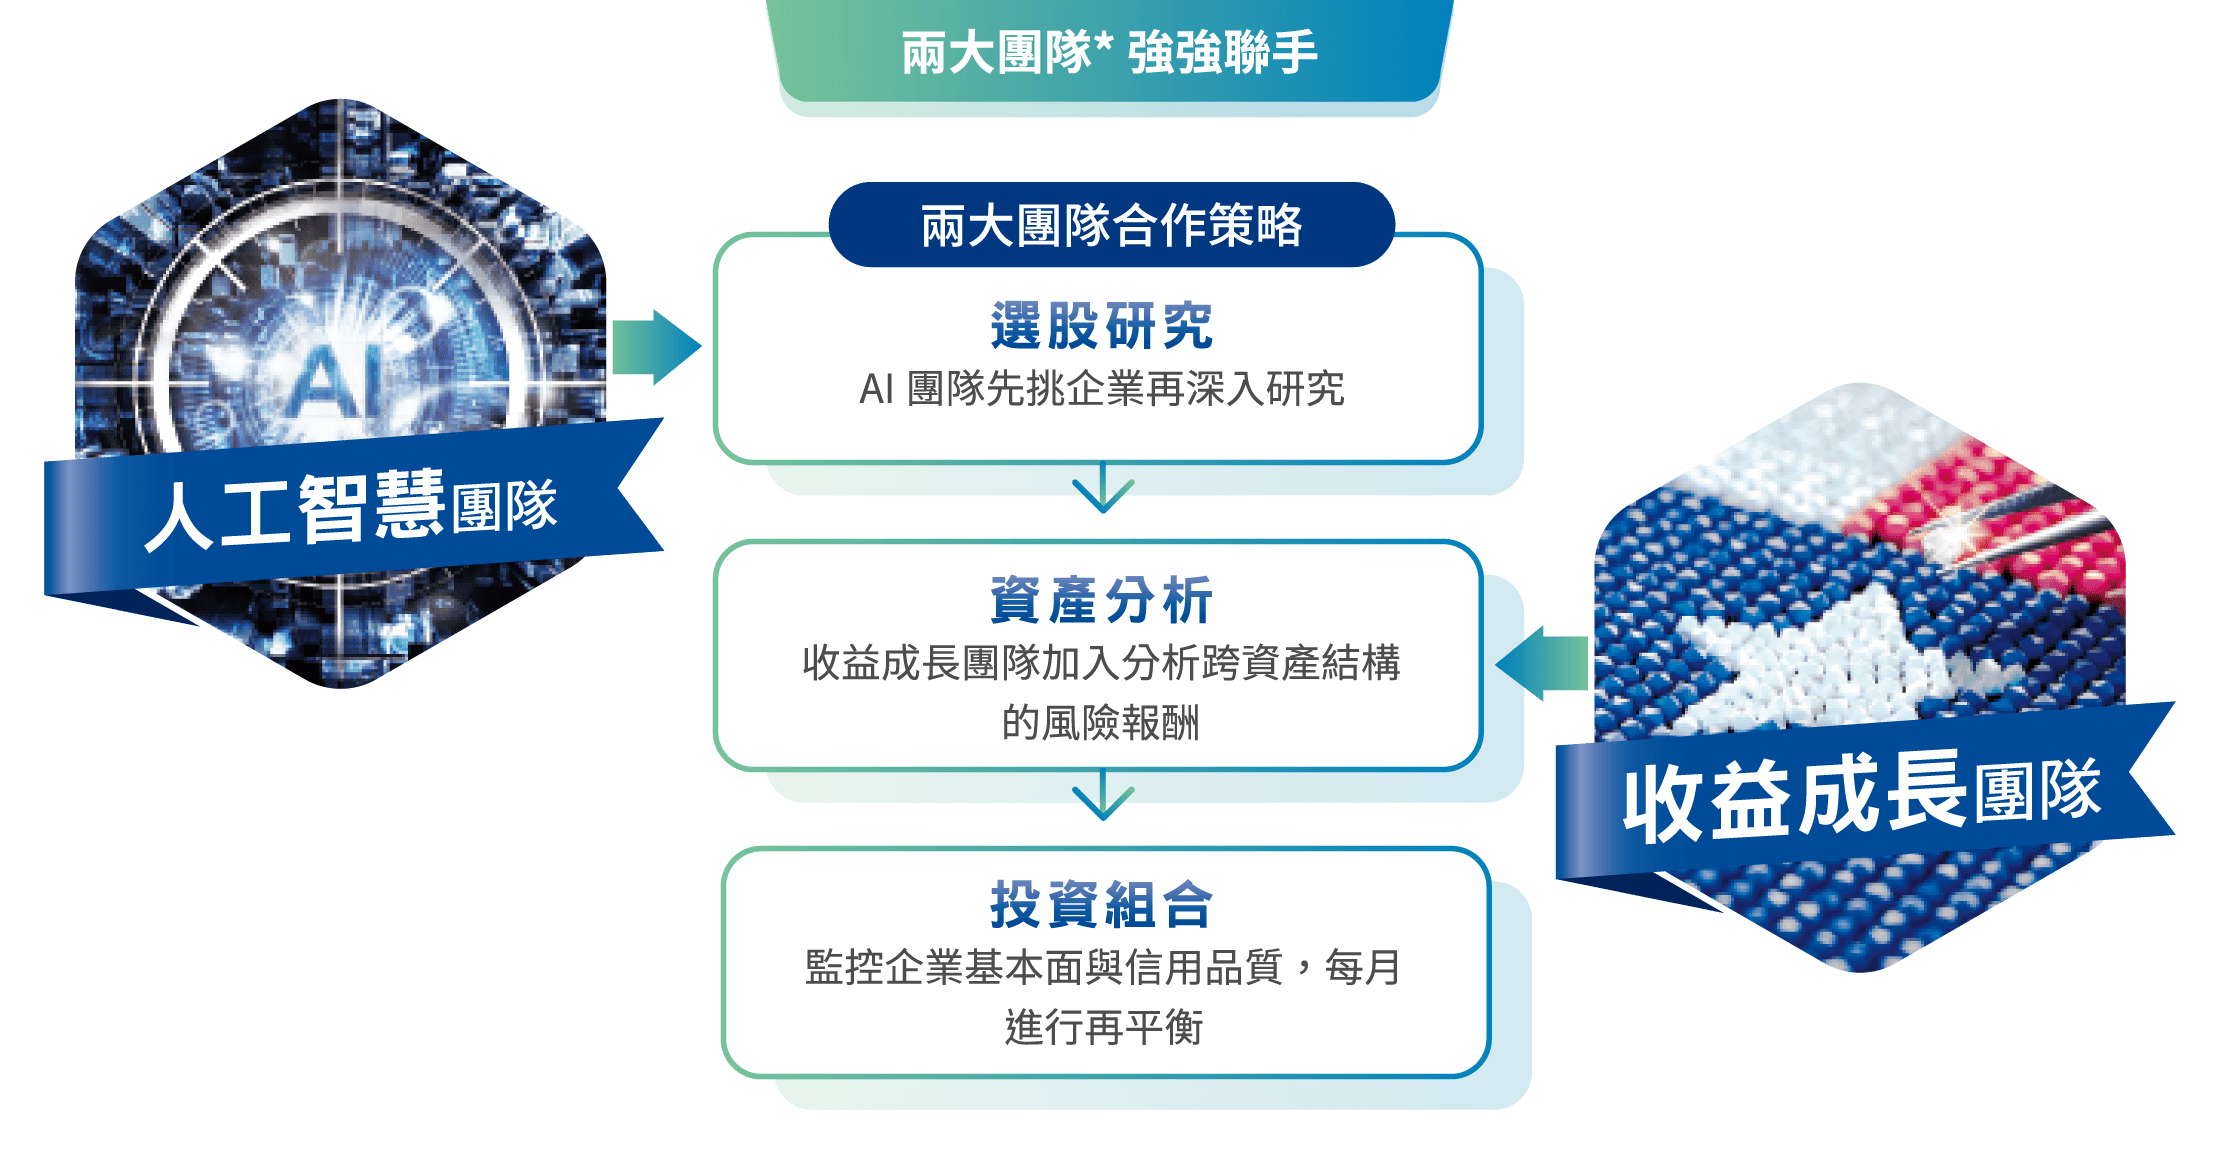 兩大團隊* 強強聯手
兩大團隊合作策略
選股研究
AI 團隊先挑企業再深入研究
AI
人工智慧團隊
資產分析
收益成長團隊加入分析跨資產結構
的風險報酬
收益成長團隊
投資組合
監控企業基本面與信用品質，每月
進行再平衡